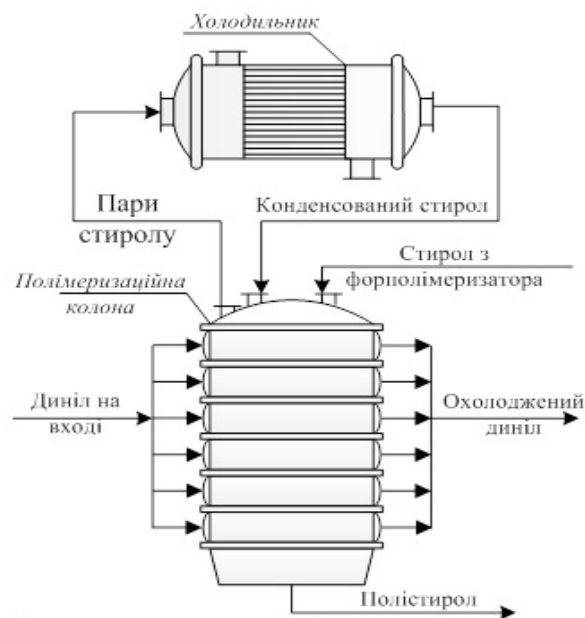 Холодильник
Пари
стиролу
Конденсований стирол
Стирол з
форполімеризатора
Полімеризаційна
колона
Диніл на
вході
Охолоджений
диніл
Полістирол